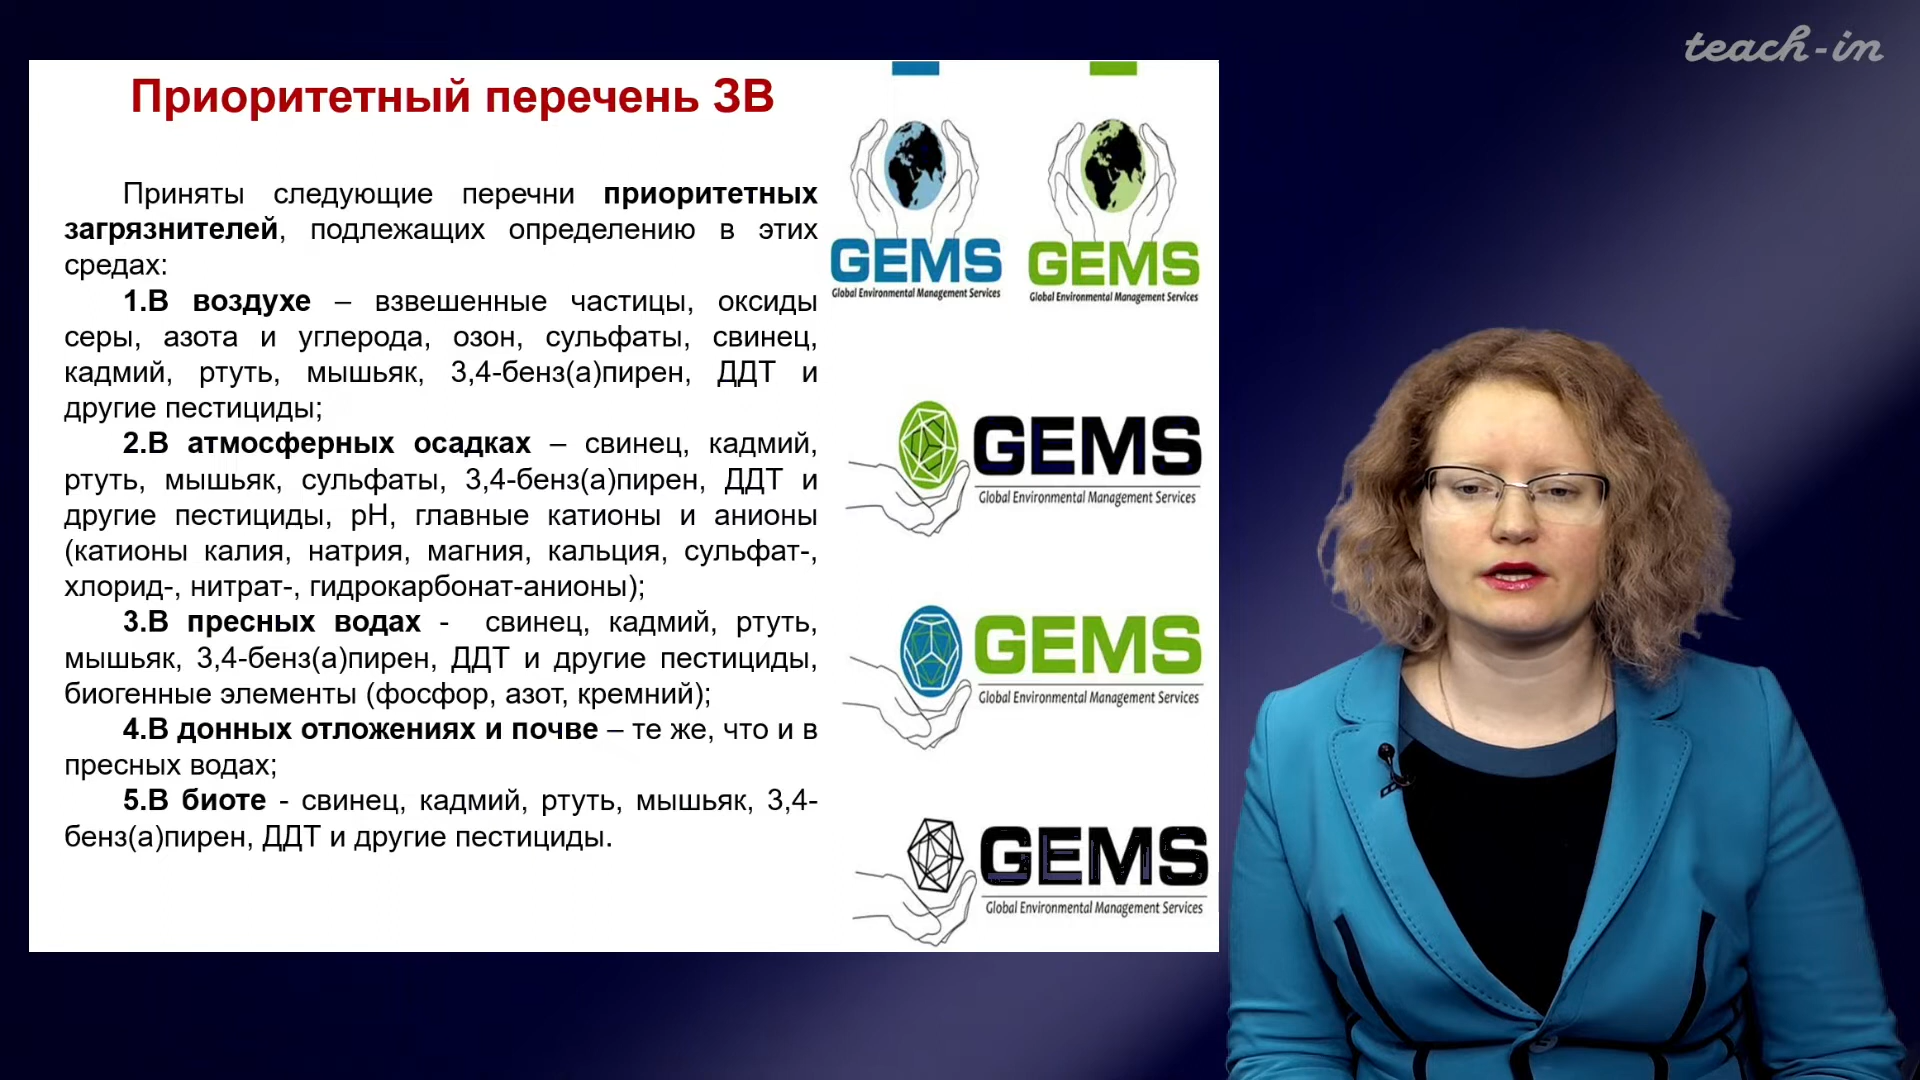 teach-in
Приоритетный перечень ЗВ
Приняты следующие перечни приоритетных
загрязнителей, подлежащих определению в этих
средах:
1.В воздухе – взвешенные частицы, оксиды
серы, азота и углерода, озон, сульфаты, свинец,
кадмий, ртуть, мышьяк, 3,4-бенз(а)пирен, ДДТ и
другие пестициды;
2.В атмосферных осадках – свинец, кадмий,
ртуть, мышьяк, сульфаты, 3,4-бенз(а)пирен, ДДТ и
другие пестициды, pH, главные катионы и анионы
(катионы калия, натрия, магния, кальция, сульфат-,
хлорид-, нитрат-, гидрокарбонат-анионы);
3.В пресных водах - свинец, кадмий, ртуть,
мышьяк, 3,4-бенз(а)пирен, ДДТ и другие пестициды,
биогенные элементы (фосфор, азот, кремний);
4.В донных отложениях и почве – те же, что и в
пресных водах;
5.В биоте - свинец, кадмий, ртуть, мышьяк, 3,4-
бенз(а)пирен, ДДТ и другие пестициды.
GEMS
Global Environmental Management Services
GEMS
Global Environmental Management Services
GEMS
Global Environmental Management Services
GEMS
Global Environmental Management Services
GEMS
Global Environmental Management Services